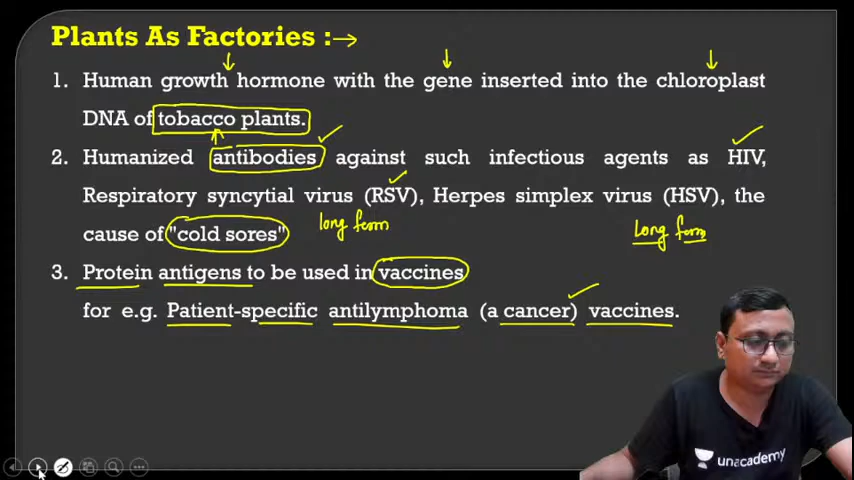 Plants As Factories :→
1. Human growth hormone with the gene inserted into the chloroplast
DNA of tobacco plants.
2. Humanized antibodies against such infectious agents as HIV,
Respiratory syncytial virus (RSV), Herpes simplex virus (HSV), the
cause of "cold sores"
long form
long form
3. Protein antigens to be used in vaccines
for e.g. Patient-specific antilymphoma (a cancer) vaccines.
unacademy